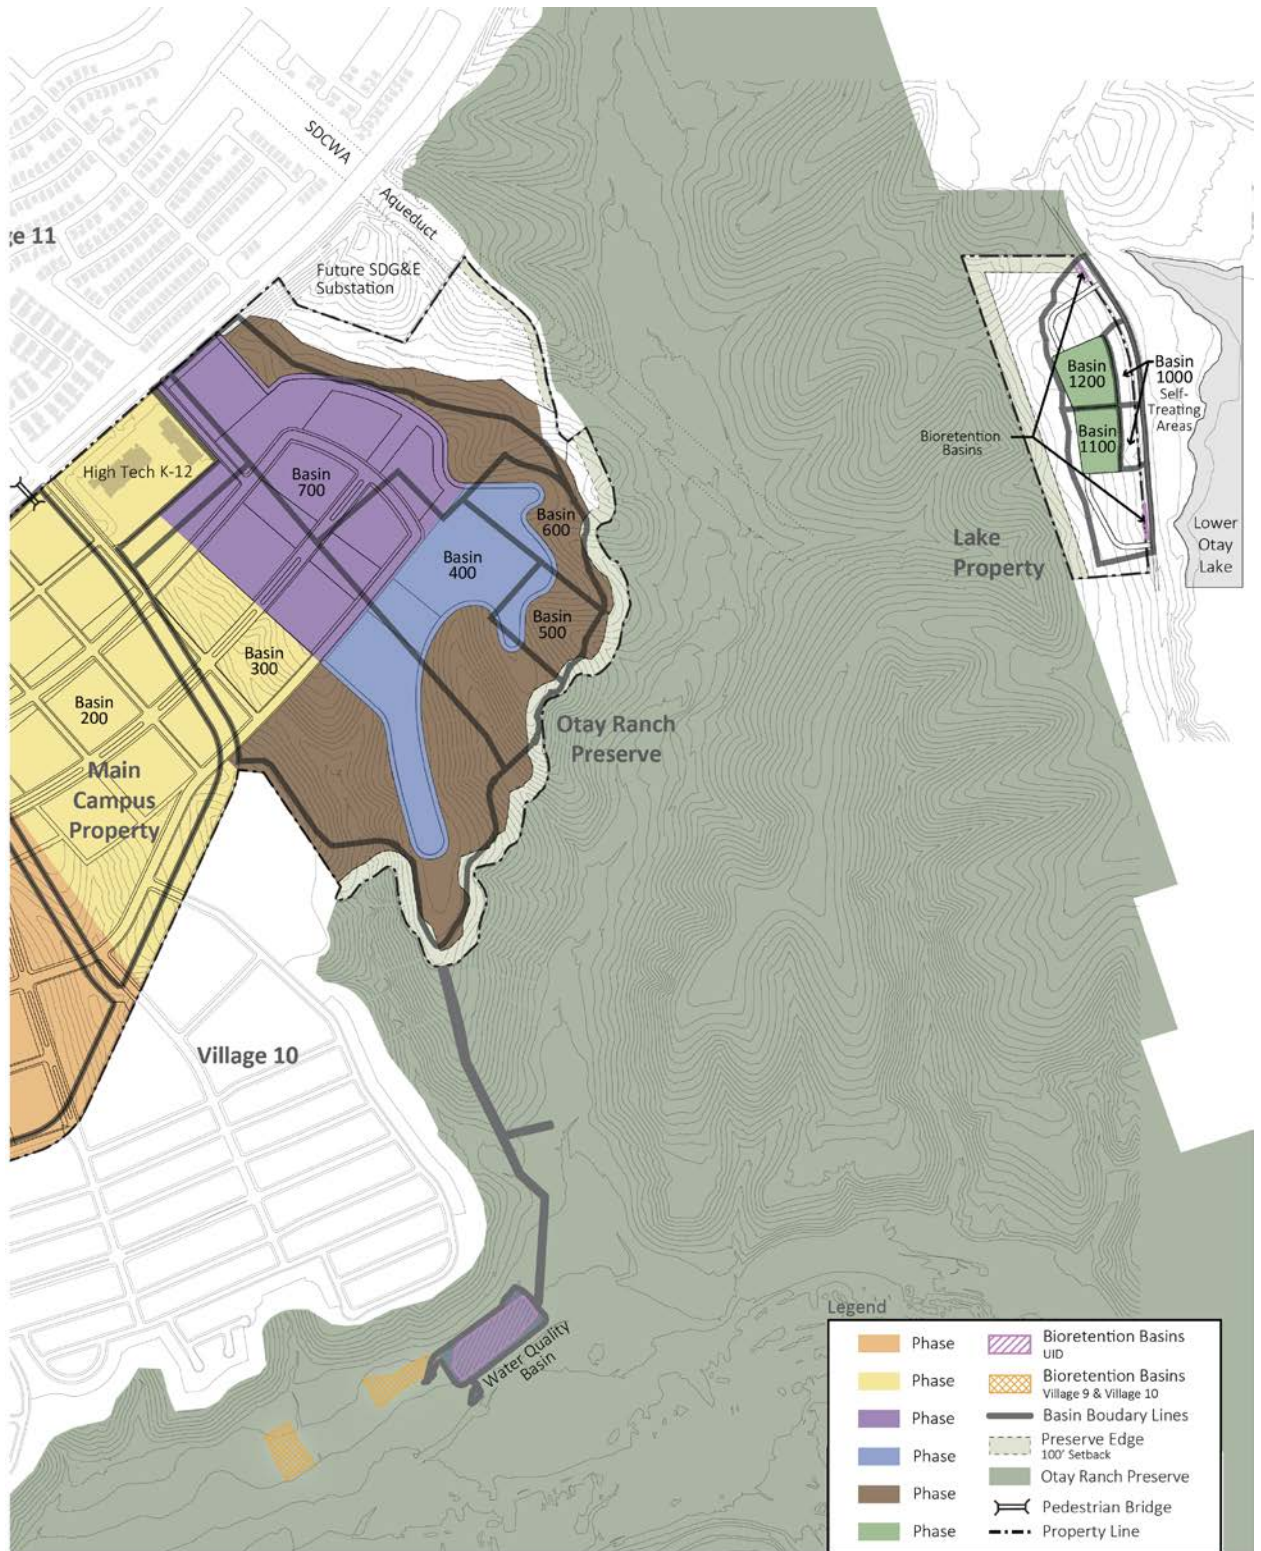 SDCWA
Aqueduct
ge 11
Future SDG&E
Substation
High Tech K-12
Basin
700
Basin
600
Basin
400
Basin
500
Basin
300
Basin
200
Main
Campus
Property
Otay Ranch
Preserve
Village 10
Water Quality
Basin
Basin
1200
Basin
1000
Self-
Treating
Areas
Basin
1100
Bioretention
Basins
Lake
Property
Lower
Otay
Lake
Legend
Phase
Phase
Phase
Phase
Phase
Phase
Bioretention Basins
UID
Bioretention Basins
Village 9 & Village 10
Basin Boudary Lines
Preserve Edge
100' Setback
Otay Ranch Preserve
Pedestrian Bridge
Property Line